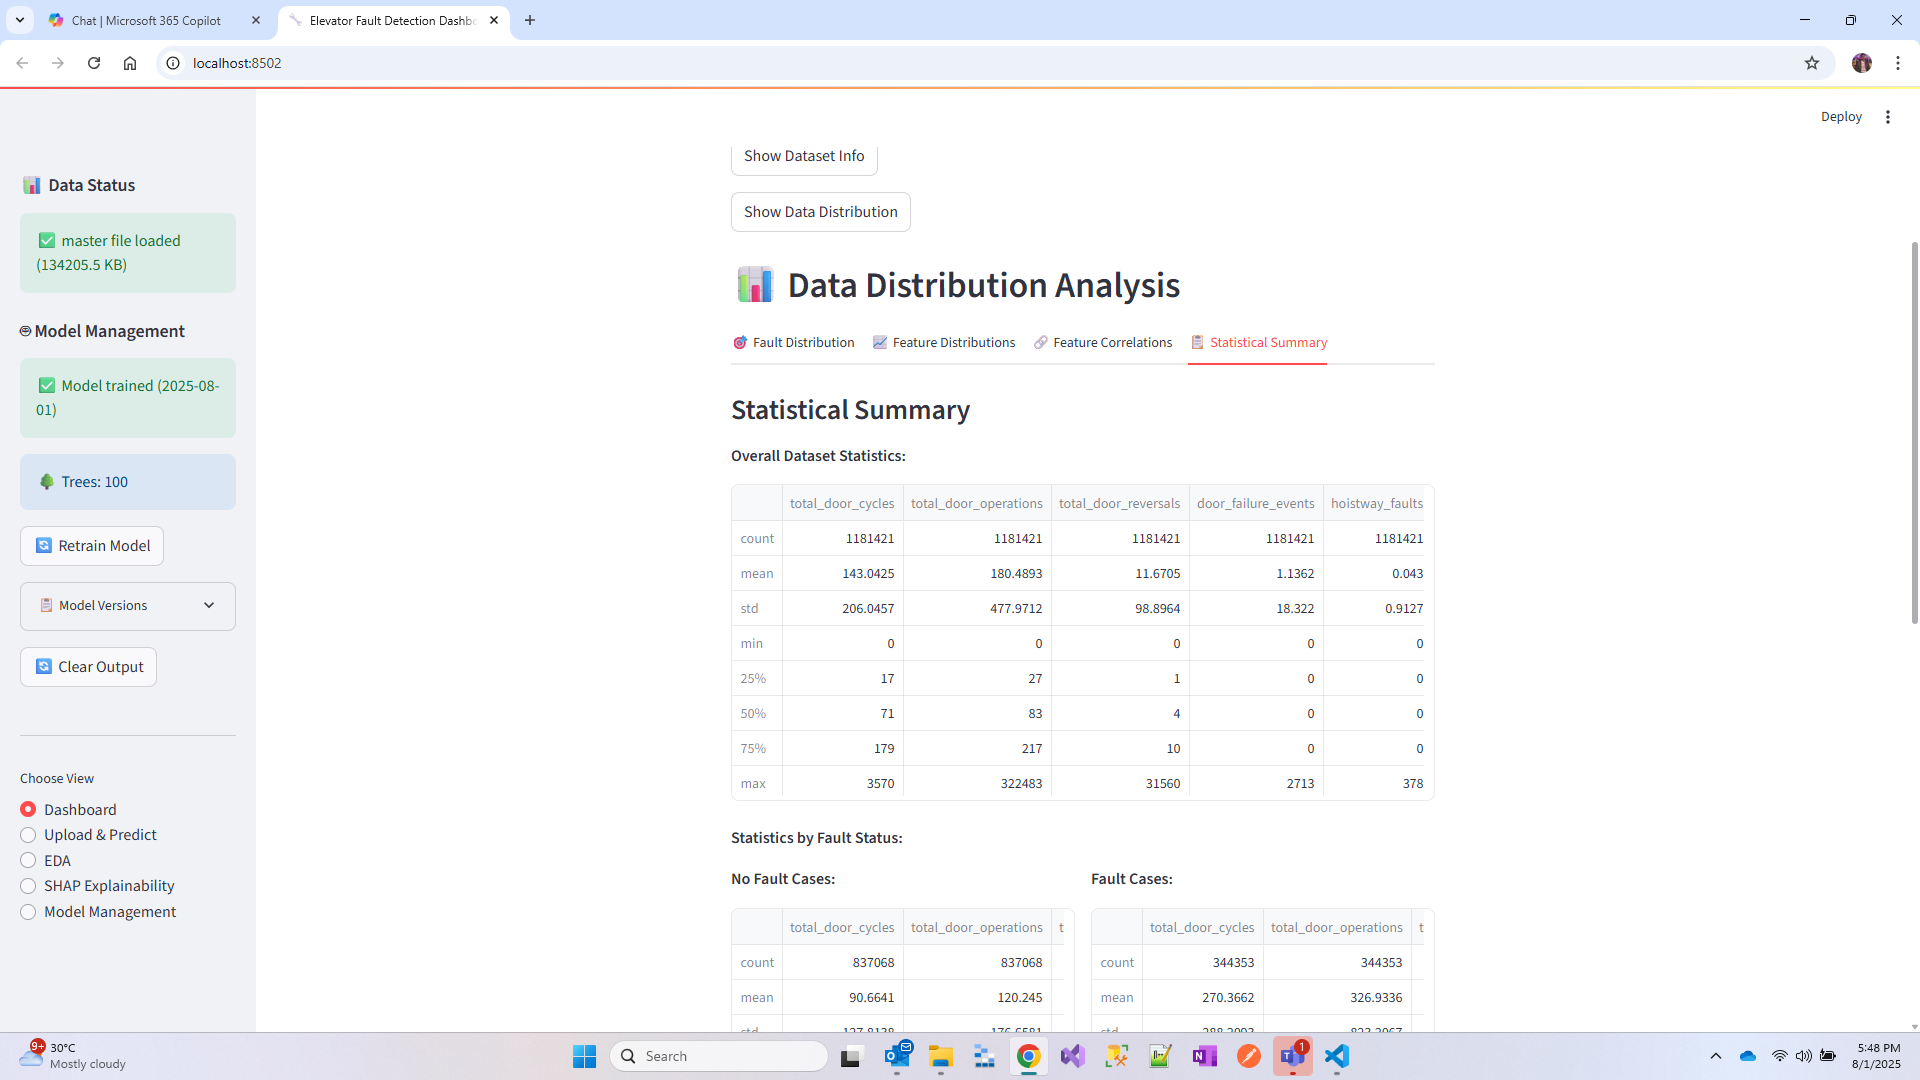 Chat | Microsoft 365 Copilot
Elevator Fault Detection Dashb
localhost:8502
Deploy
Data Status
master file loaded
(134205.5 KB)
Model Management
Model trained (2025-08-
01)
Trees: 100
Retrain Model
Model Versions
Clear Output
Choose View
Dashboard
Upload & Predict
EDA
SHAP Explainability
Model Management
Show Dataset Info
Show Data Distribution
Data Distribution Analysis
Fault Distribution Feature Distributions Feature Correlations Statistical Summary
Statistical Summary
Overall Dataset Statistics:
total_door_cycles total_door_operations total_door_reversals door_failure_events hoistway_faults
count 1181421 1181421 1181421 1181421 1181421
mean 143.0425 180.4893 11.6705 1.1362 0.043
std 206.0457 477.9712 98.8964 18.322 0.9127
min 0 0 0 0 0
25% 17 27 1 0 0
50% 71 83 4 0 0
75% 179 217 10 0 0
max 3570 322483 31560 2713 378
Statistics by Fault Status:
No Fault Cases:
total_door_cycles total_door_operations t
count 837068 837068
mean 90.6641 120.245
std 127.8138 176.6581
Fault Cases:
total_door_cycles total_door_operations t
count 344353 344353
mean 270.3662 326.9336
std
9+
30°C
Mostly cloudy
Search
1
5:48 PM
8/1/2025